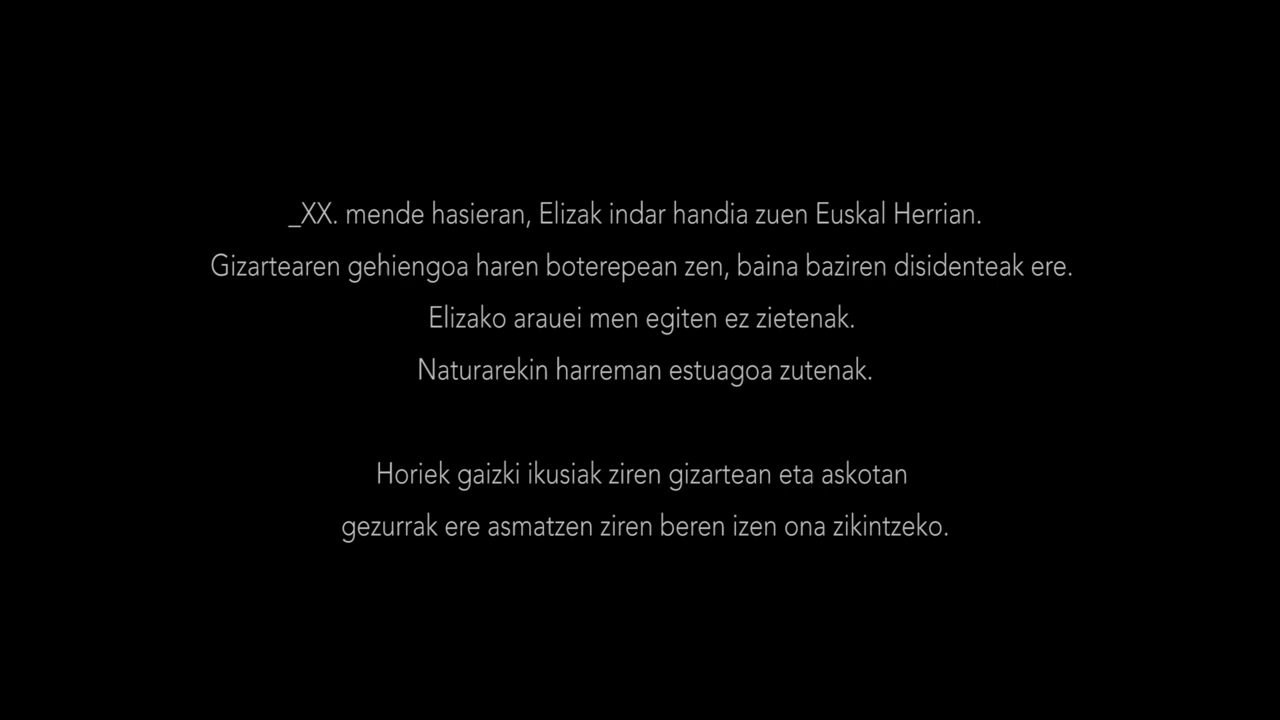 _XX. mende hasieran, Elizak indar handia zuen Euskal Herrian.
Gizartearen gehiengoa haren boterepean zen, baina baziren disidenteak ere.
Elizako arauei men egiten ez zietenak.
Naturarekin harreman estuagoa zutenak.
Horiek gaizki ikusiak ziren gizartean eta askotan
gezurrak ere asmatzen ziren beren izen ona zikintzeko.